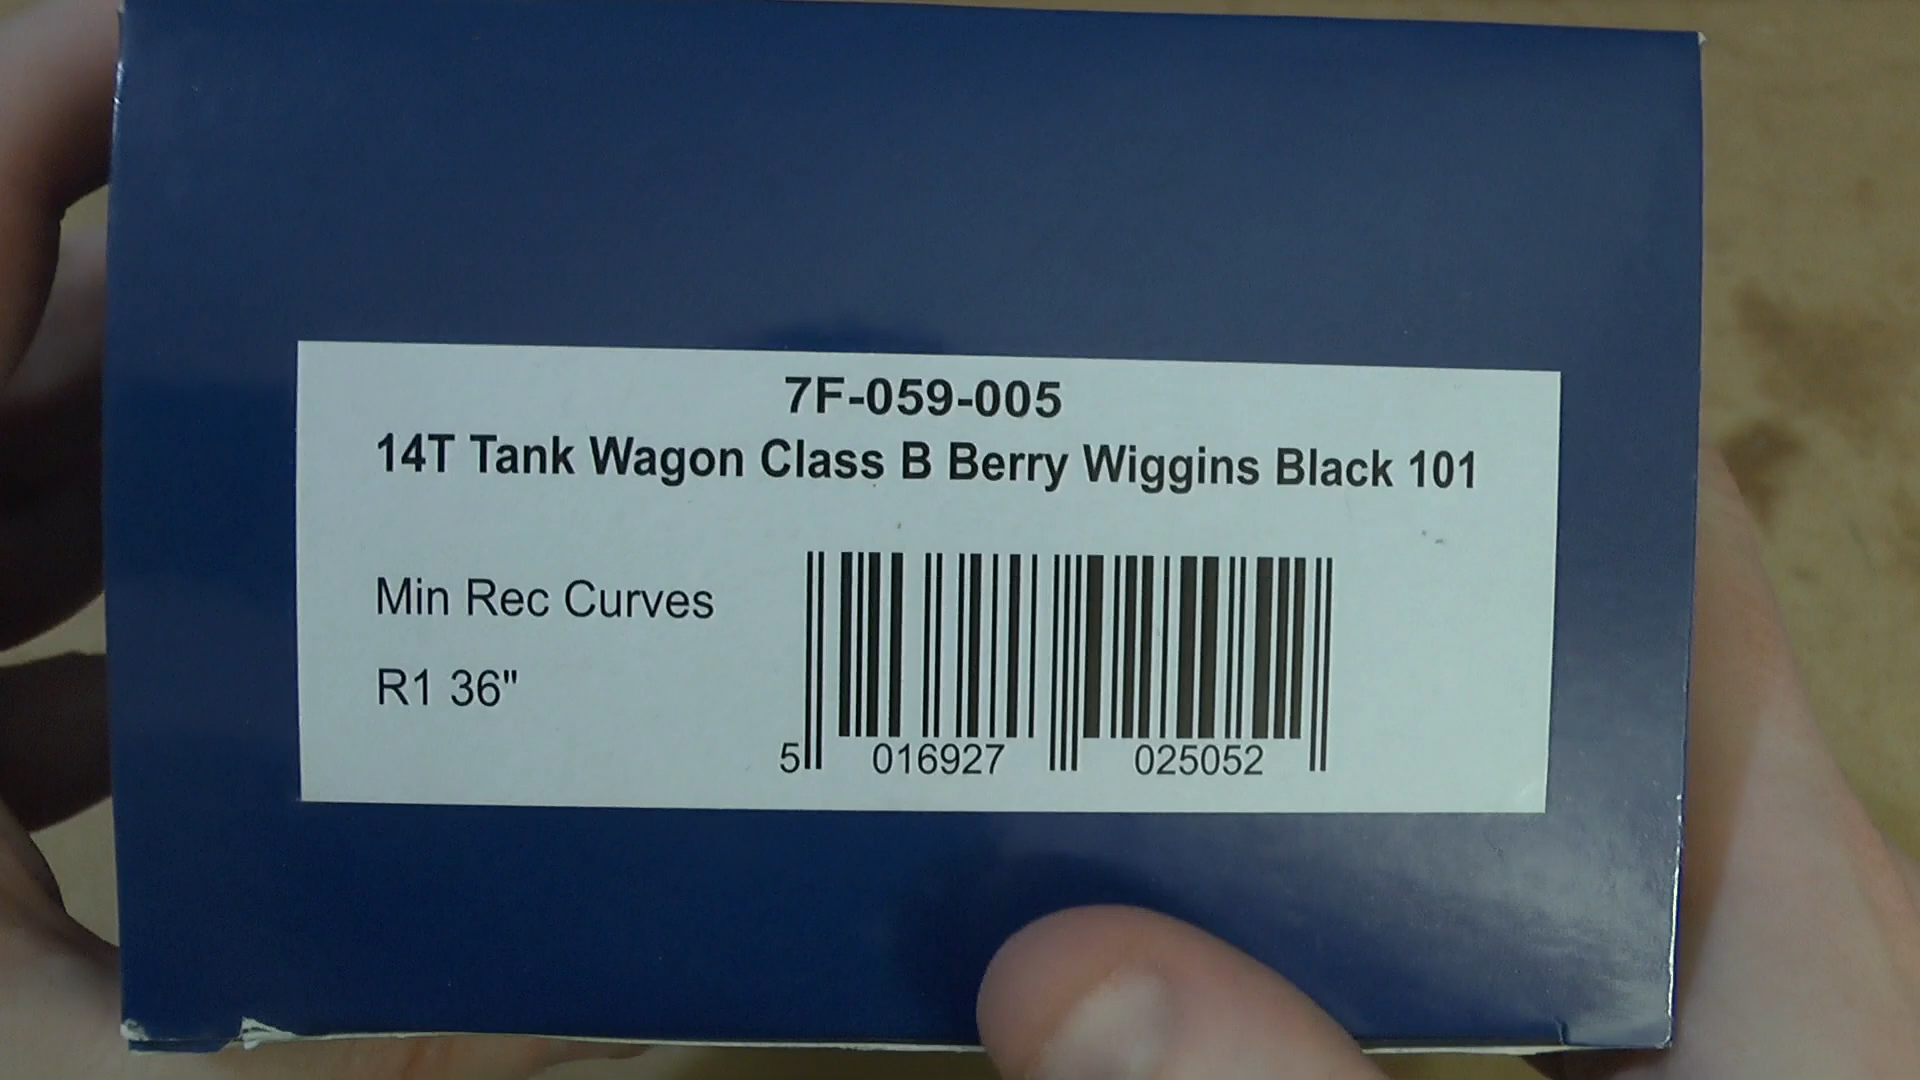 7F-059-005
14T Tank Wagon Class B Berry Wiggins Black 101
Min Rec Curves
R1 36"
5 016927 025052